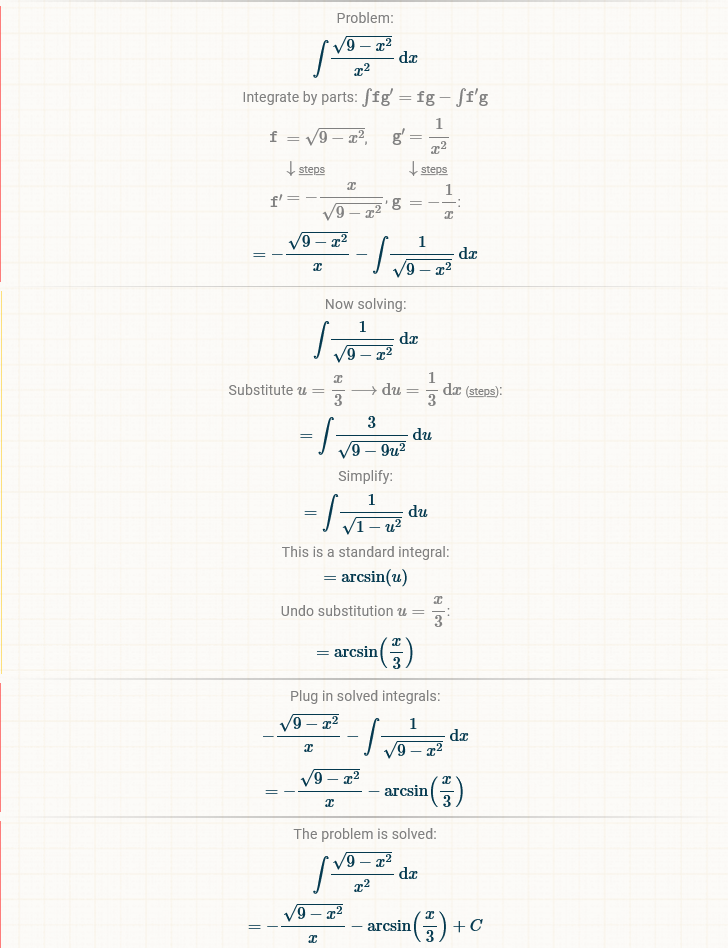 Problem:
∫ √(9 − x²) / x² dx
Integrate by parts: ∫fg′ = fg − ∫f′g
f = √(9 − x²), g′ = 1/x²
↓ steps ↓ steps
f′ = − x/√(9 − x²), g = − 1/x:
= − √(9 − x²)/x − ∫ 1/√(9 − x²) dx
Now solving:
∫ 1/√(9 − x²) dx
Substitute u = x/3 ⟶ du = 1/3 dx (steps):
= ∫ 3/√(9 − 9u²) du
Simplify:
= ∫ 1/√(1 − u²) du
This is a standard integral:
= arcsin(u)
Undo substitution u = x/3:
= arcsin(x/3)
Plug in solved integrals:
− √(9 − x²)/x − ∫ 1/√(9 − x²) dx
= − √(9 − x²)/x − arcsin(x/3)
The problem is solved:
∫ √(9 − x²) / x² dx
= − √(9 − x²)/x − arcsin(x/3) + C